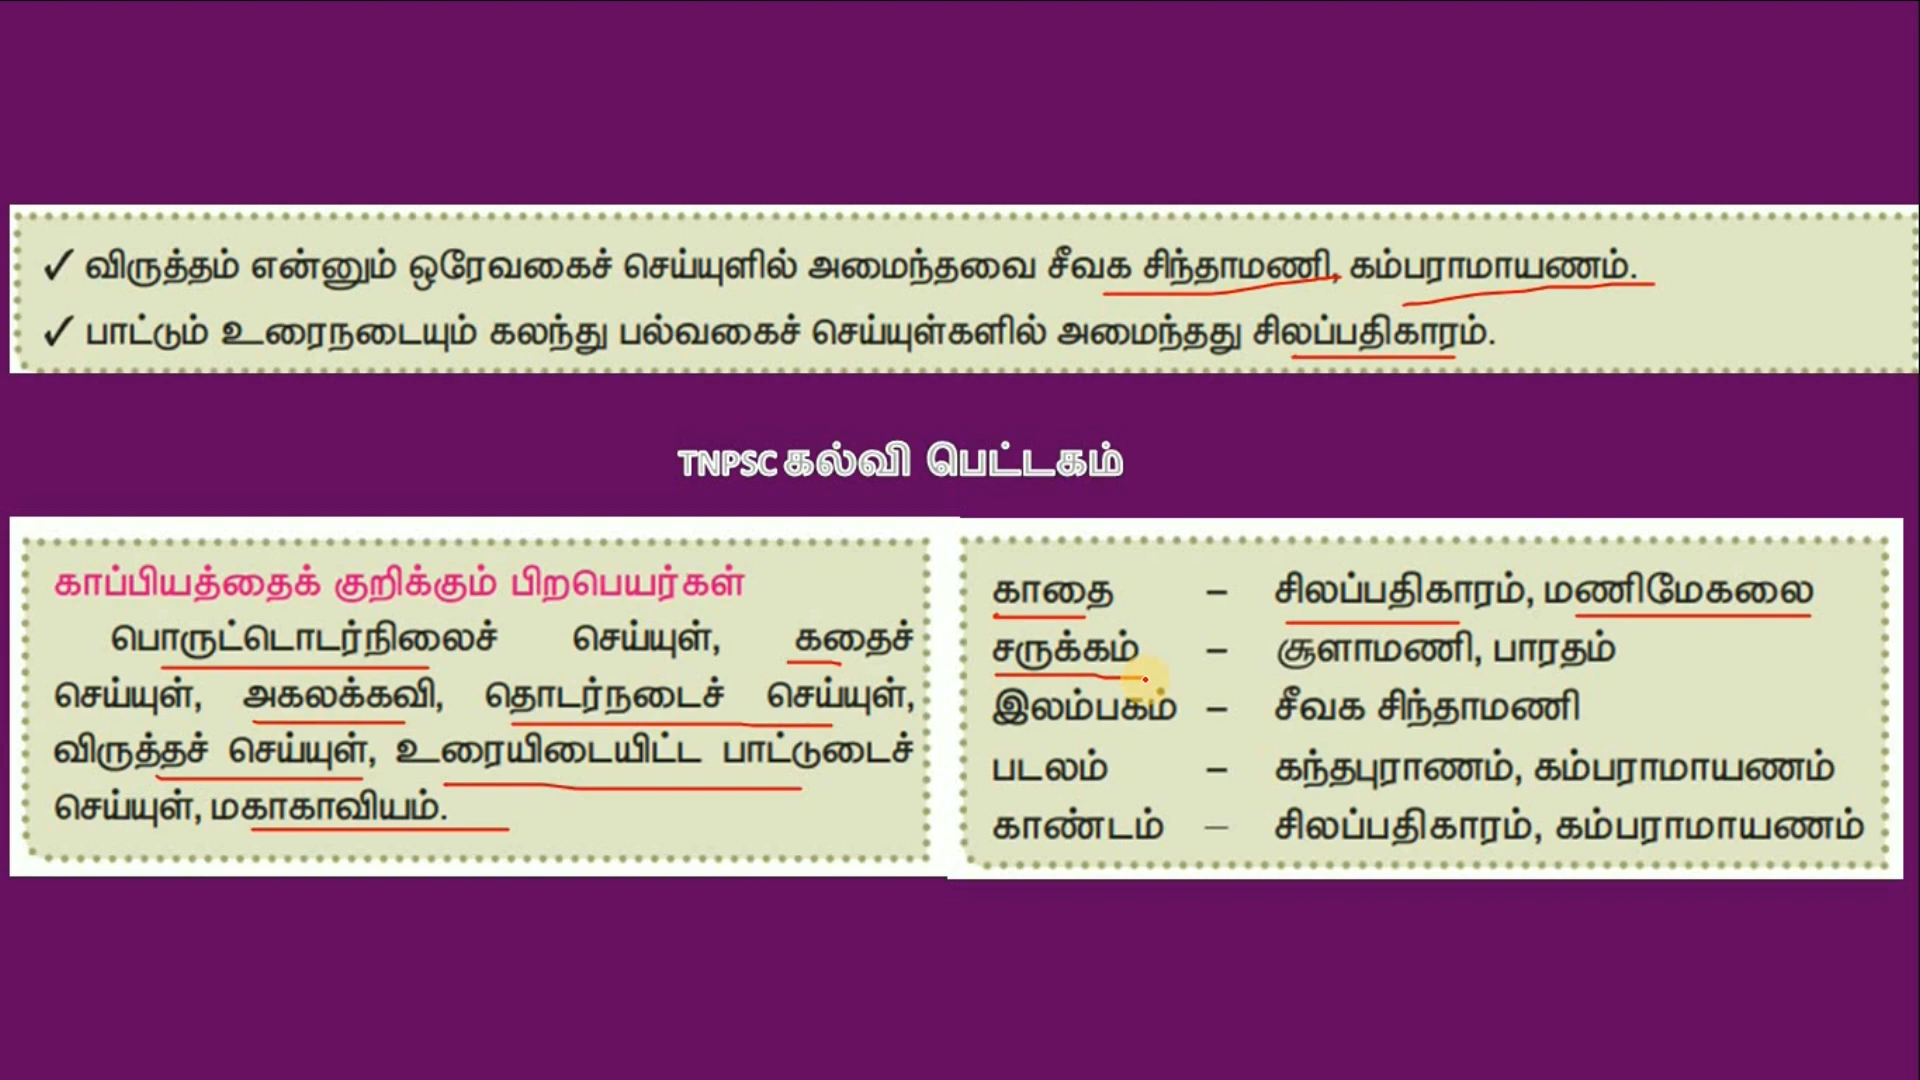 ✓ விருத்தம் என்னும் ஒரேவகைச் செய்யுளில் அமைந்தவை சீவக சிந்தாமணி, கம்பராமாயணம்.
✓ பாட்டும் உரைநடையும் கலந்து பல்வகைச் செய்யுள்களில் அமைந்தது சிலப்பதிகாரம்.
TNPSC கல்வி பெட்டகம்
காப்பியத்தைக் குறிக்கும் பிறபெயர்கள்
பொருட்டொடர்நிலைச் செய்யுள், கதைச்
செய்யுள், அகலக்கவி, தொடர்நடைச் செய்யுள்,
விருத்தச் செய்யுள், உரையிடையிட்ட பாட்டுடைச்
செய்யுள், மகாகாவியம்.
காதை – சிலப்பதிகாரம், மணிமேகலை
சருக்கம் – சூளாமணி, பாரதம்
இலம்பகம் – சீவக சிந்தாமணி
படலம் – கந்தபுராணம், கம்பராமாயணம்
காண்டம் – சிலப்பதிகாரம், கம்பராமாயணம்